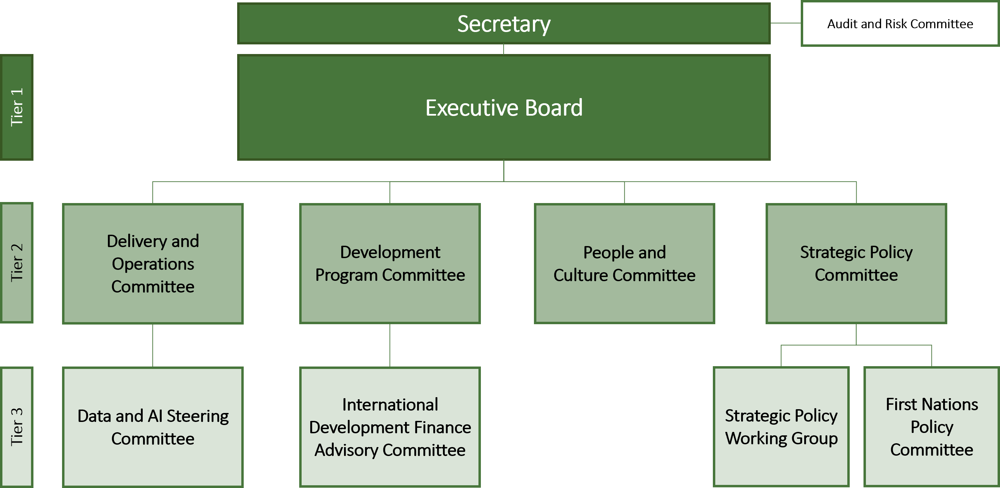 Secretary
Audit and Risk Committee
Tier 1
Executive Board
Tier 2
Delivery and
Operations
Committee
Development
Program Committee
People and
Culture Committee
Strategic Policy
Committee
Tier 3
Data and AI Steering
Committee
International
Development Finance
Advisory Committee
Strategic Policy
Working Group
First Nations
Policy
Committee